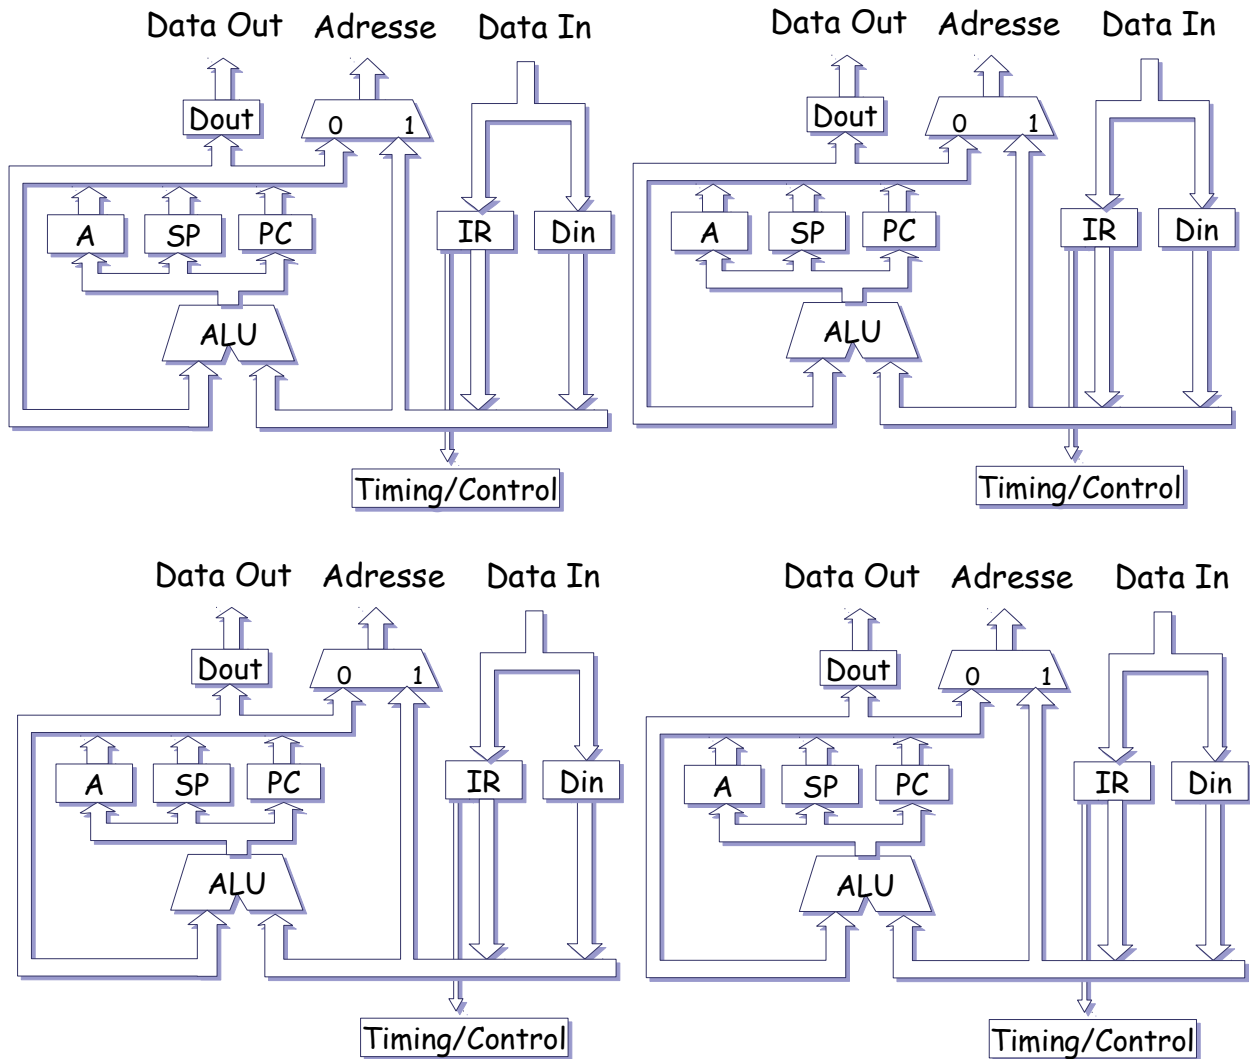 Data Out Adresse Data In
Dout 0 1
A SP PC IR Din
ALU
Timing/Control
Data Out Adresse Data In
Dout 0 1
A SP PC IR Din
ALU
Timing/Control
Data Out Adresse Data In
Dout 0 1
A SP PC IR Din
ALU
Timing/Control
Data Out Adresse Data In
Dout 0 1
A SP PC IR Din
ALU
Timing/Control